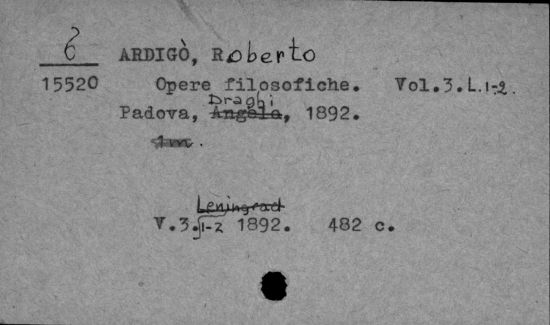 6 ARDIGÒ, Roberto
15520 Opere filosofiche. Vol.3.L.1-2.
Draghi
Padova, Angelo, 1892.
1 m.
Leningrad
V.3. 1-2 1892. 482 c.